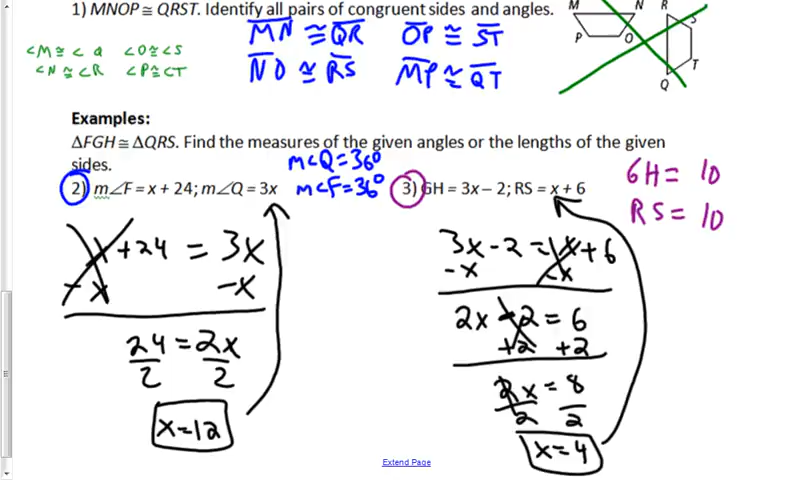 1) MNOP ≅ QRST. Identify all pairs of congruent sides and angles.
M N R
S
P O
T
Q
∠M ≅ ∠Q ∠O ≅ ∠S
∠N ≅ ∠R ∠P ≅ ∠T
MN ≅ QR OP ≅ ST
NO ≅ RS MP ≅ QT
Examples:
ΔFGH ≅ ΔQRS. Find the measures of the given angles or the lengths of the given
sides.
m∠Q = 36°
m∠F = 36°
2) m∠F = x + 24; m∠Q = 3x
3) GH = 3x – 2; RS = x + 6
GH = 10
RS = 10
x + 24 = 3x
- x -x
24 = 2x
2 2
x = 12
3x - 2 = x + 6
-x -x
2x - 2 = 6
+2 +2
2x = 8
2 2
x = 4
Extend Page